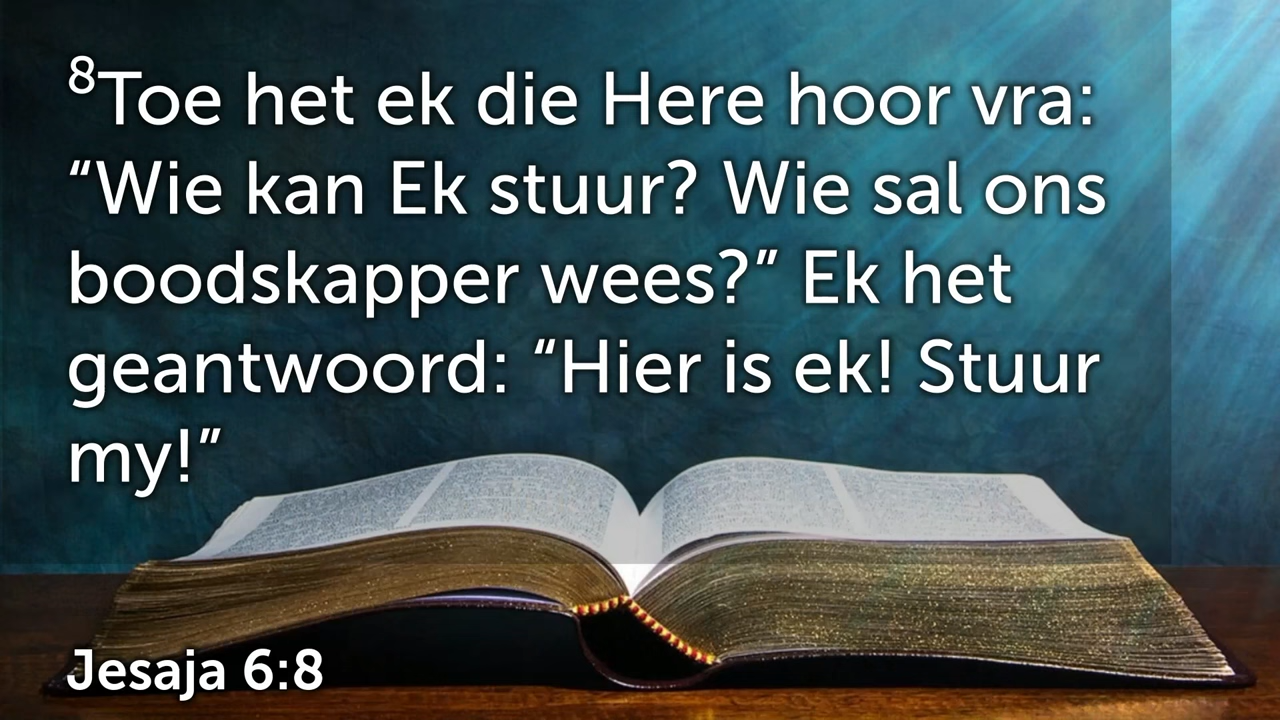 ⁸Toe het ek die Here hoor vra:
“Wie kan Ek stuur? Wie sal ons
boodskapper wees?” Ek het
geantwoord: “Hier is ek! Stuur
my!”
Jesaja 6:8